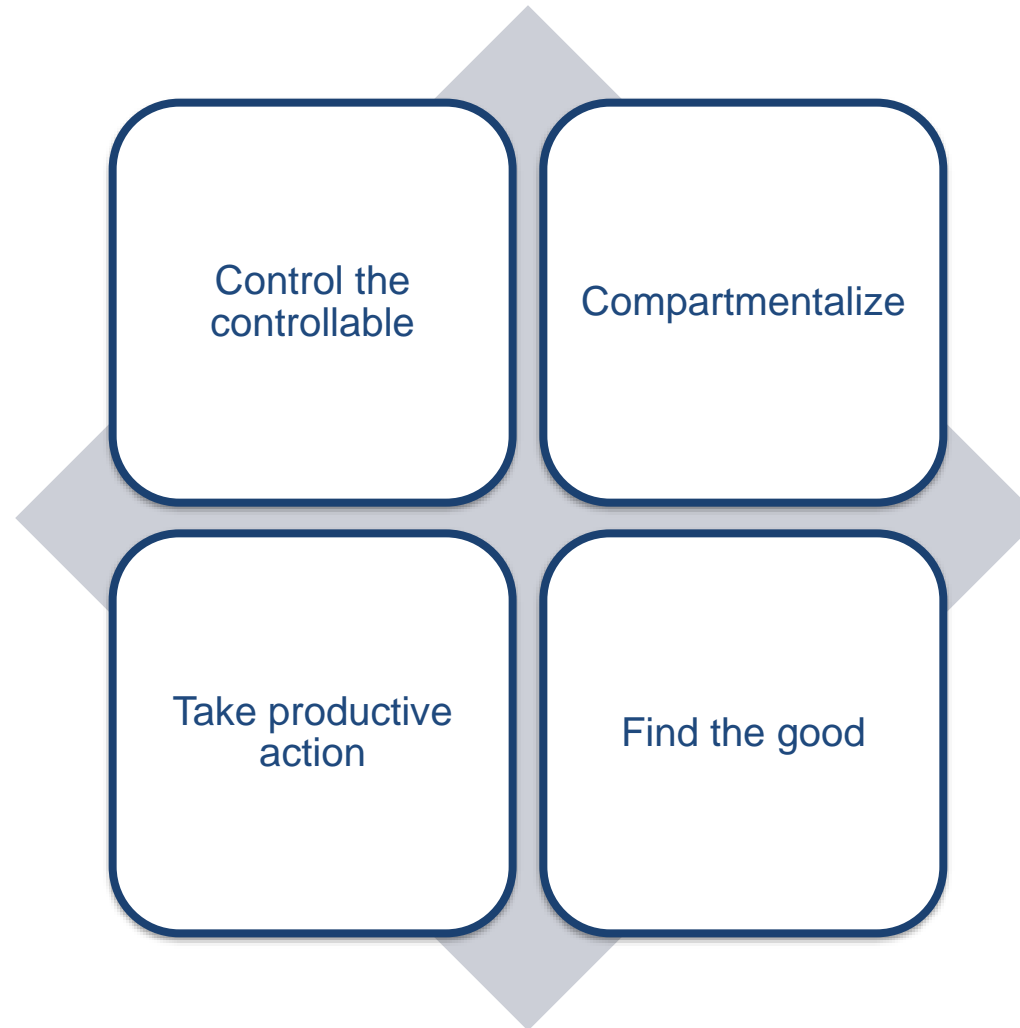 Control the
controllable
Compartmentalize
Take productive
action
Find the good